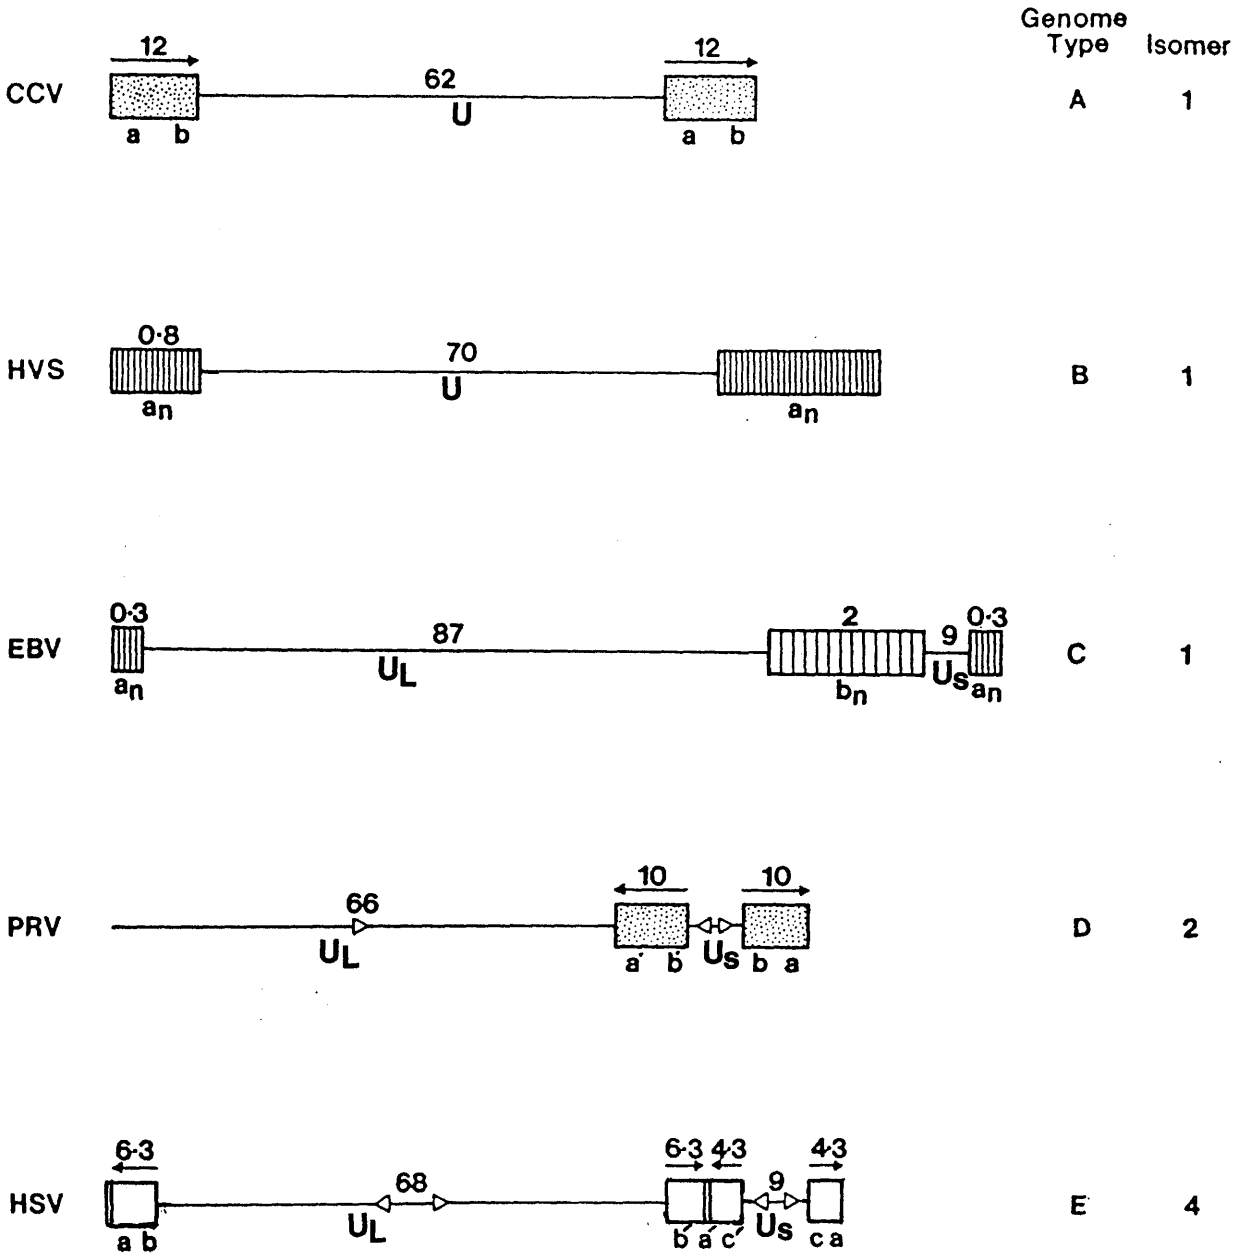 Genome
Type Isomer
12 12
CCV 62 A 1
U
a b a b
0·8
HVS 70 B 1
U
an an
0·3 2 0·3
EBV 87 9 C 1
UL Us
an bn an
10 10
PRV 66 D 2
UL Us
a' b' b a
6·3 6·3 4·3 4·3
HSV 68 9 E 4
UL Us
a b b' a' c' c a